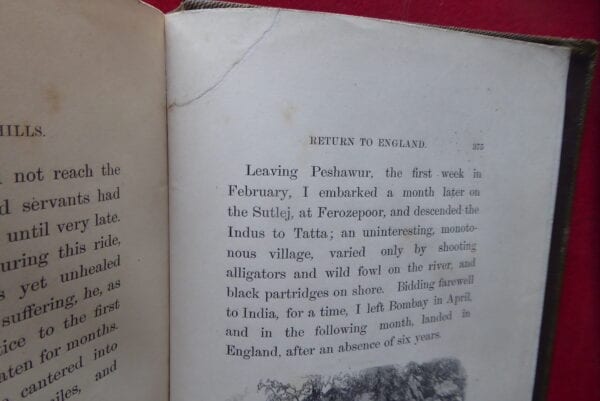 HILLS.
not reach the
servants had
until very late.
uring this ride,
yet unhealed
suffering, he, as
tice to the first
aten for months.
cantered into
miles, and
RETURN TO ENGLAND. 375
Leaving Peshawur, the first week in
February, I embarked a month later on
the Sutlej, at Ferozepoor, and descended the
Indus to Tatta; an uninteresting, monoto-
nous village, varied only by shooting
alligators and wild fowl on the river, and
black partridges on shore. Bidding farewell
to India, for a time, I left Bombay in April,
and in the following month, landed in
England, after an absence of six years.